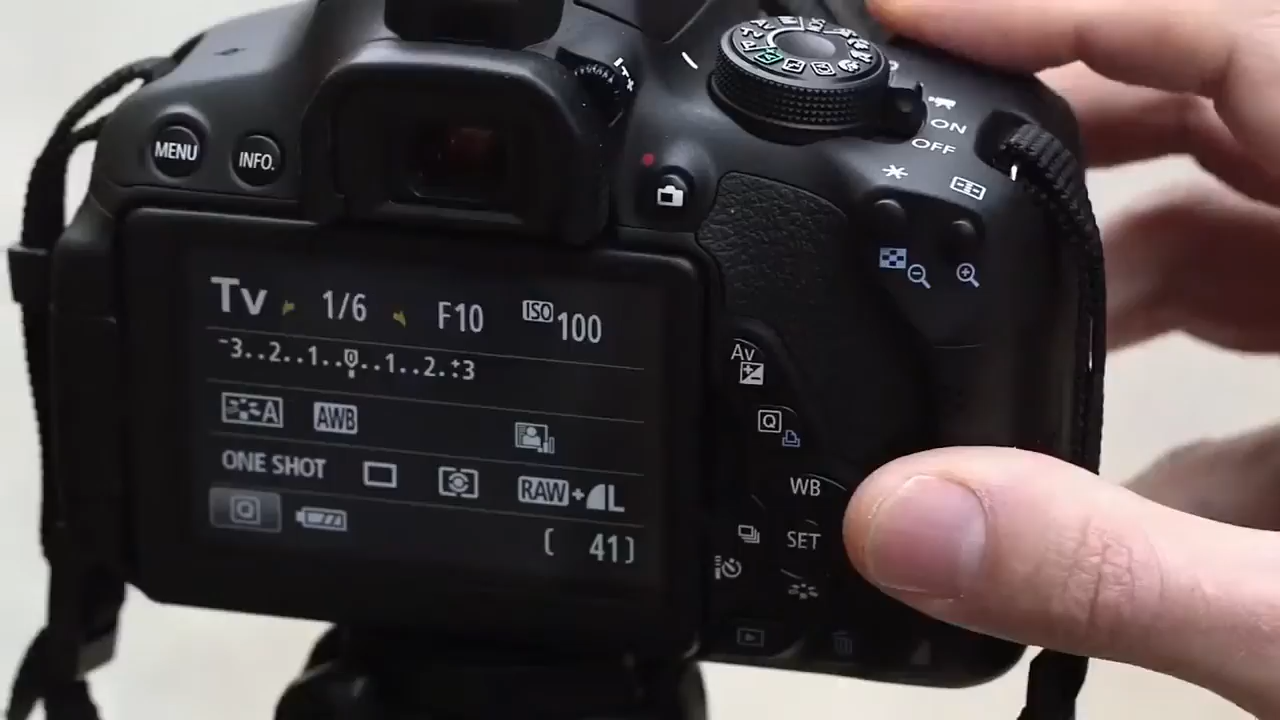 MENU
INFO.
ON
OFF
Tv 1/6 F10 ISO 100
-3..2..1..0..1..2.:+3
A AWB
ONE SHOT RAW+L
Q
[ 41]
Av
Q
WB
SET